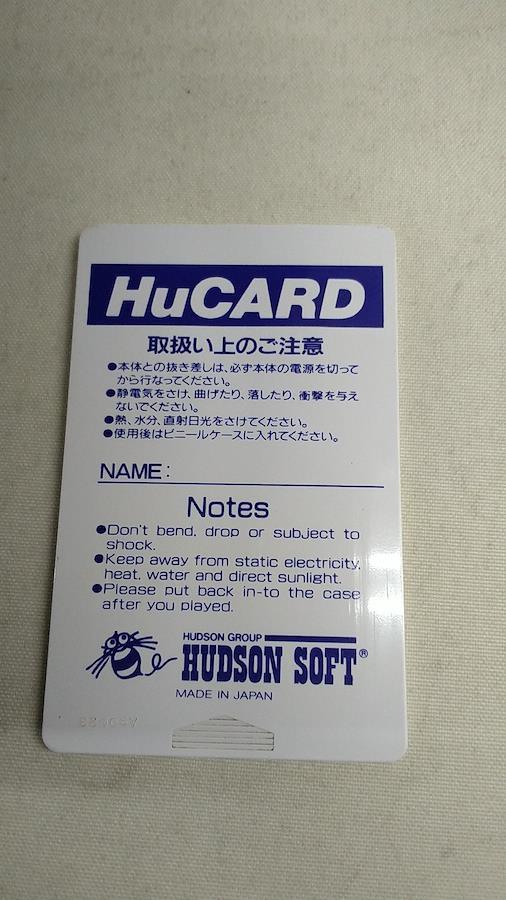 HuCARD
取扱い上のご注意
●本体との抜き差しは、必ず本体の電源を切って
から行なってください。
●静電気をさけ、曲げたり、落したり、衝撃を与え
ないでください。
●熱、水分、直射日光をさけてください。
●使用後はビニールケースに入れてください。
NAME:
Notes
●Don't bend, drop or subject to
shock.
●Keep away from static electricity,
heat, water and direct sunlight.
●Please put back in-to the case
after you played.
HUDSON GROUP
HUDSON SOFT®
MADE IN JAPAN